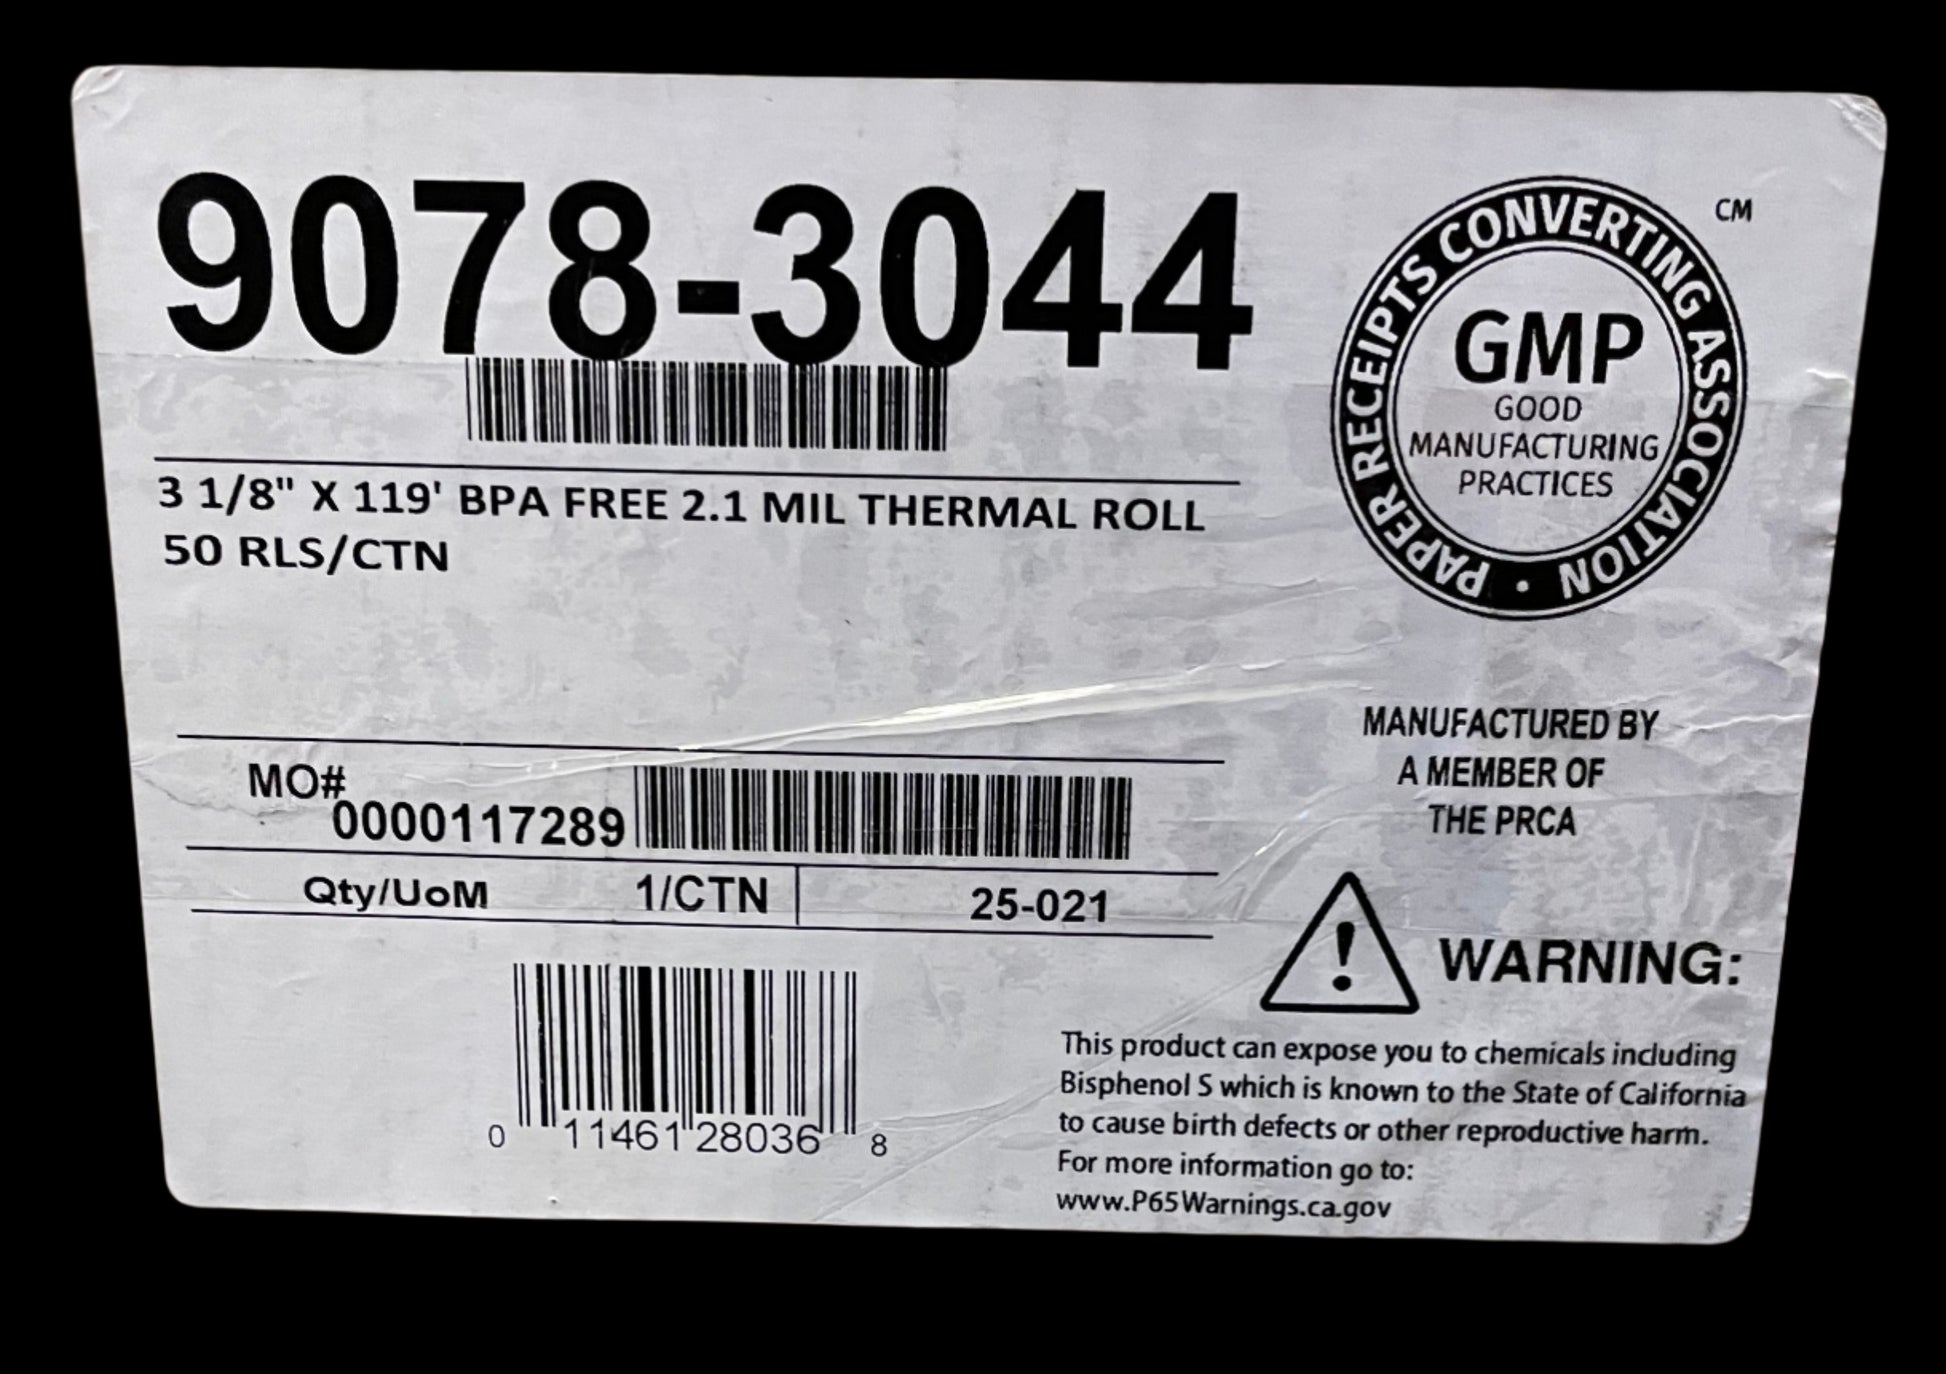 9078-3044
3 1/8" X 119' BPA FREE 2.1 MIL THERMAL ROLL
50 RLS/CTN
CM
PAPER RECEIPTS CONVERTING ASSOCIATION •
GMP
GOOD
MANUFACTURING
PRACTICES
MANUFACTURED BY
A MEMBER OF
THE PRCA
MO#
0000117289
Qty/UoM 1/CTN 25-021
0 11461 28036 8
WARNING:
This product can expose you to chemicals including
Bisphenol S which is known to the State of California
to cause birth defects or other reproductive harm.
For more information go to:
www.P65Warnings.ca.gov